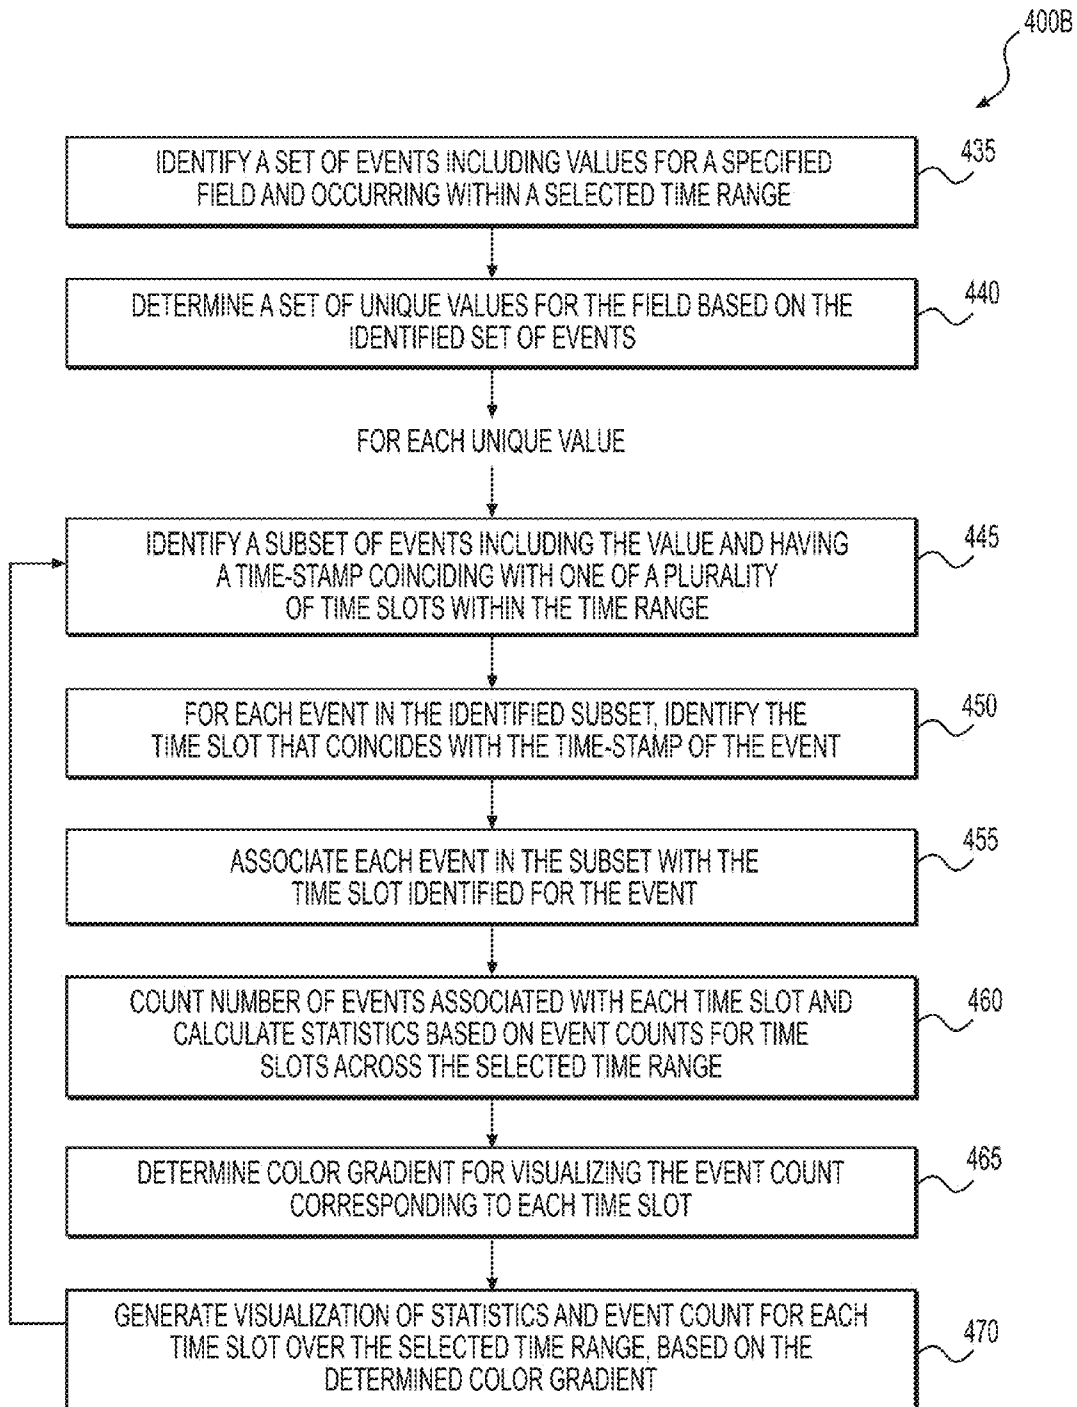 400B
IDENTIFY A SET OF EVENTS INCLUDING VALUES FOR A SPECIFIED
FIELD AND OCCURRING WITHIN A SELECTED TIME RANGE
435
DETERMINE A SET OF UNIQUE VALUES FOR THE FIELD BASED ON THE
IDENTIFIED SET OF EVENTS
440
FOR EACH UNIQUE VALUE
IDENTIFY A SUBSET OF EVENTS INCLUDING THE VALUE AND HAVING
A TIME-STAMP COINCIDING WITH ONE OF A PLURALITY
OF TIME SLOTS WITHIN THE TIME RANGE
445
FOR EACH EVENT IN THE IDENTIFIED SUBSET, IDENTIFY THE
TIME SLOT THAT COINCIDES WITH THE TIME-STAMP OF THE EVENT
450
ASSOCIATE EACH EVENT IN THE SUBSET WITH THE
TIME SLOT IDENTIFIED FOR THE EVENT
455
COUNT NUMBER OF EVENTS ASSOCIATED WITH EACH TIME SLOT AND
CALCULATE STATISTICS BASED ON EVENT COUNTS FOR TIME
SLOTS ACROSS THE SELECTED TIME RANGE
460
DETERMINE COLOR GRADIENT FOR VISUALIZING THE EVENT COUNT
CORRESPONDING TO EACH TIME SLOT
465
GENERATE VISUALIZATION OF STATISTICS AND EVENT COUNT FOR EACH
TIME SLOT OVER THE SELECTED TIME RANGE, BASED ON THE
DETERMINED COLOR GRADIENT
470